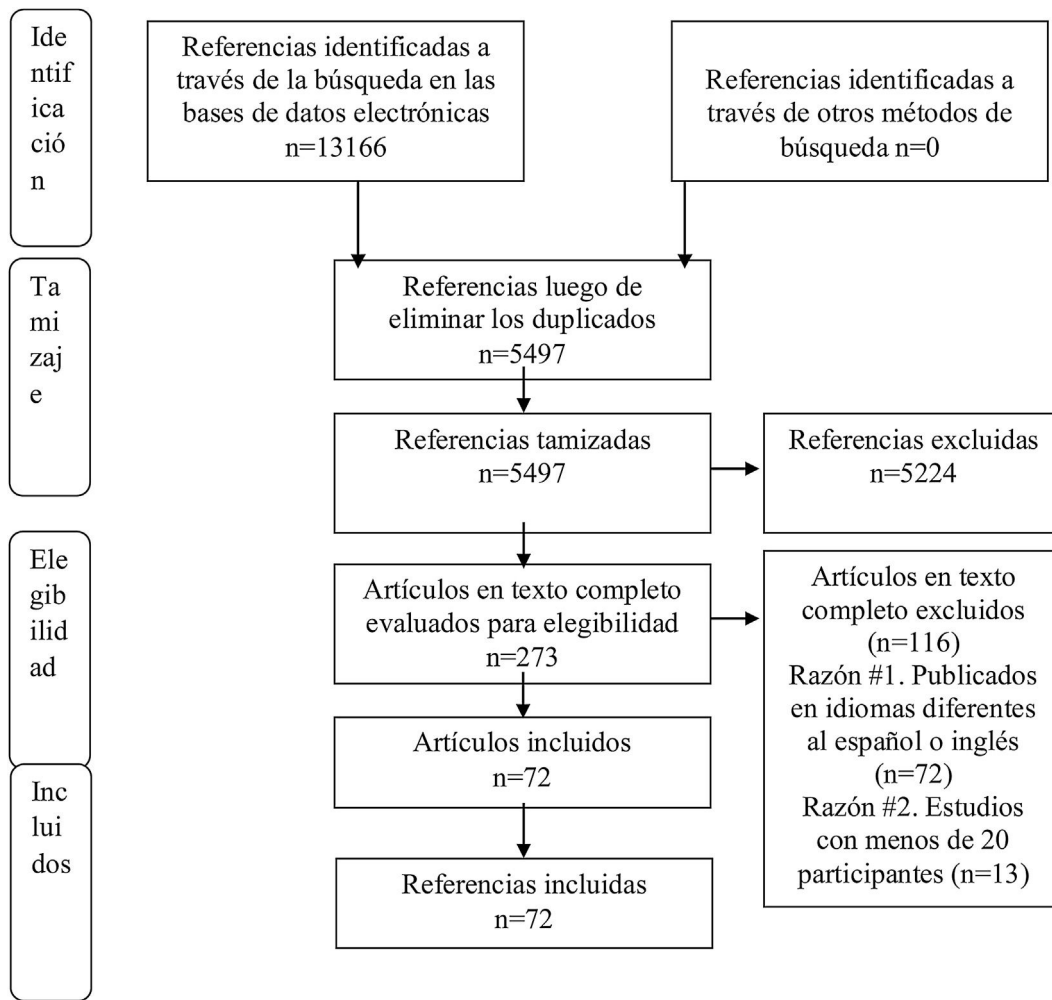 Ide
ntif
ica
ció
n
Referencias identificadas a
través de la búsqueda en las
bases de datos electrónicas
n=13166
Referencias identificadas a
través de otros métodos de
búsqueda n=0
Ta
mi
zaj
e
Referencias luego de
eliminar los duplicados
n=5497
Referencias tamizadas
n=5497
Referencias excluidas
n=5224
Ele
gib
ilid
ad
Artículos en texto completo
evaluados para elegibilidad
n=273
Artículos en texto
completo excluidos
(n=116)
Razón #1. Publicados
en idiomas diferentes
al español o inglés
(n=72)
Razón #2. Estudios
con menos de 20
participantes (n=13)
Artículos incluidos
n=72
Inc
lui
dos
Referencias incluidas
n=72